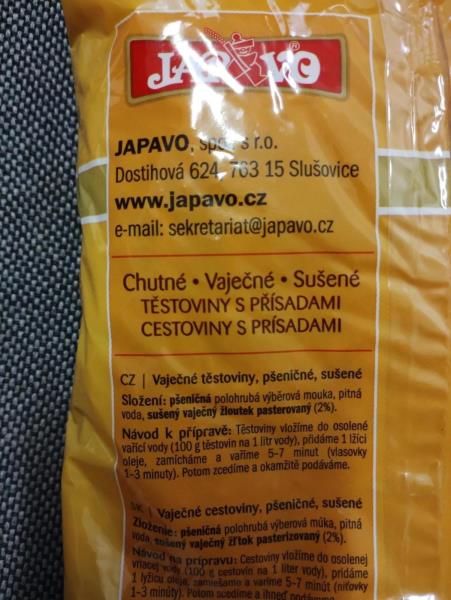 JAPAVO
JAPAVO, spol. s r.o.
Dostihová 624, 763 15 Slušovice
www.japavo.cz
e-mail: sekretariat@japavo.cz
Chutné • Vaječné • Sušené
TĚSTOVINY S PŘÍSADAMI
CESTOVINY S PRÍSADAMI
CZ | Vaječné těstoviny, pšeničné, sušené
Složení: pšeničná polohrubá výběrová mouka, pitná
voda, sušený vaječný žloutek pasterovaný (2%).
Návod k přípravě: Těstoviny vložíme do osolené
vařící vody (100 g těstovin na 1 litr vody), přidáme 1 lžíci
oleje, zamícháme a vaříme 5-7 minut (vlasovky
1-3 minuty). Potom scedíme a okamžitě podáváme.
SK | Vaječné cestoviny, pšeničné, sušené
Zloženie: pšeničná polohrubá výberová múka, pitná
voda, sušený vaječný žĺtok pasterizovaný (2%).
Návod na prípravu: Cestoviny vložíme do osolenej
vriacej vody (100 g cestovín na 1 liter vody), pridáme
1 lyžicu oleja, zamiešame a varíme 5-7 minút (niťovky
1-3 minúty). Potom scedíme a ihneď podávame.